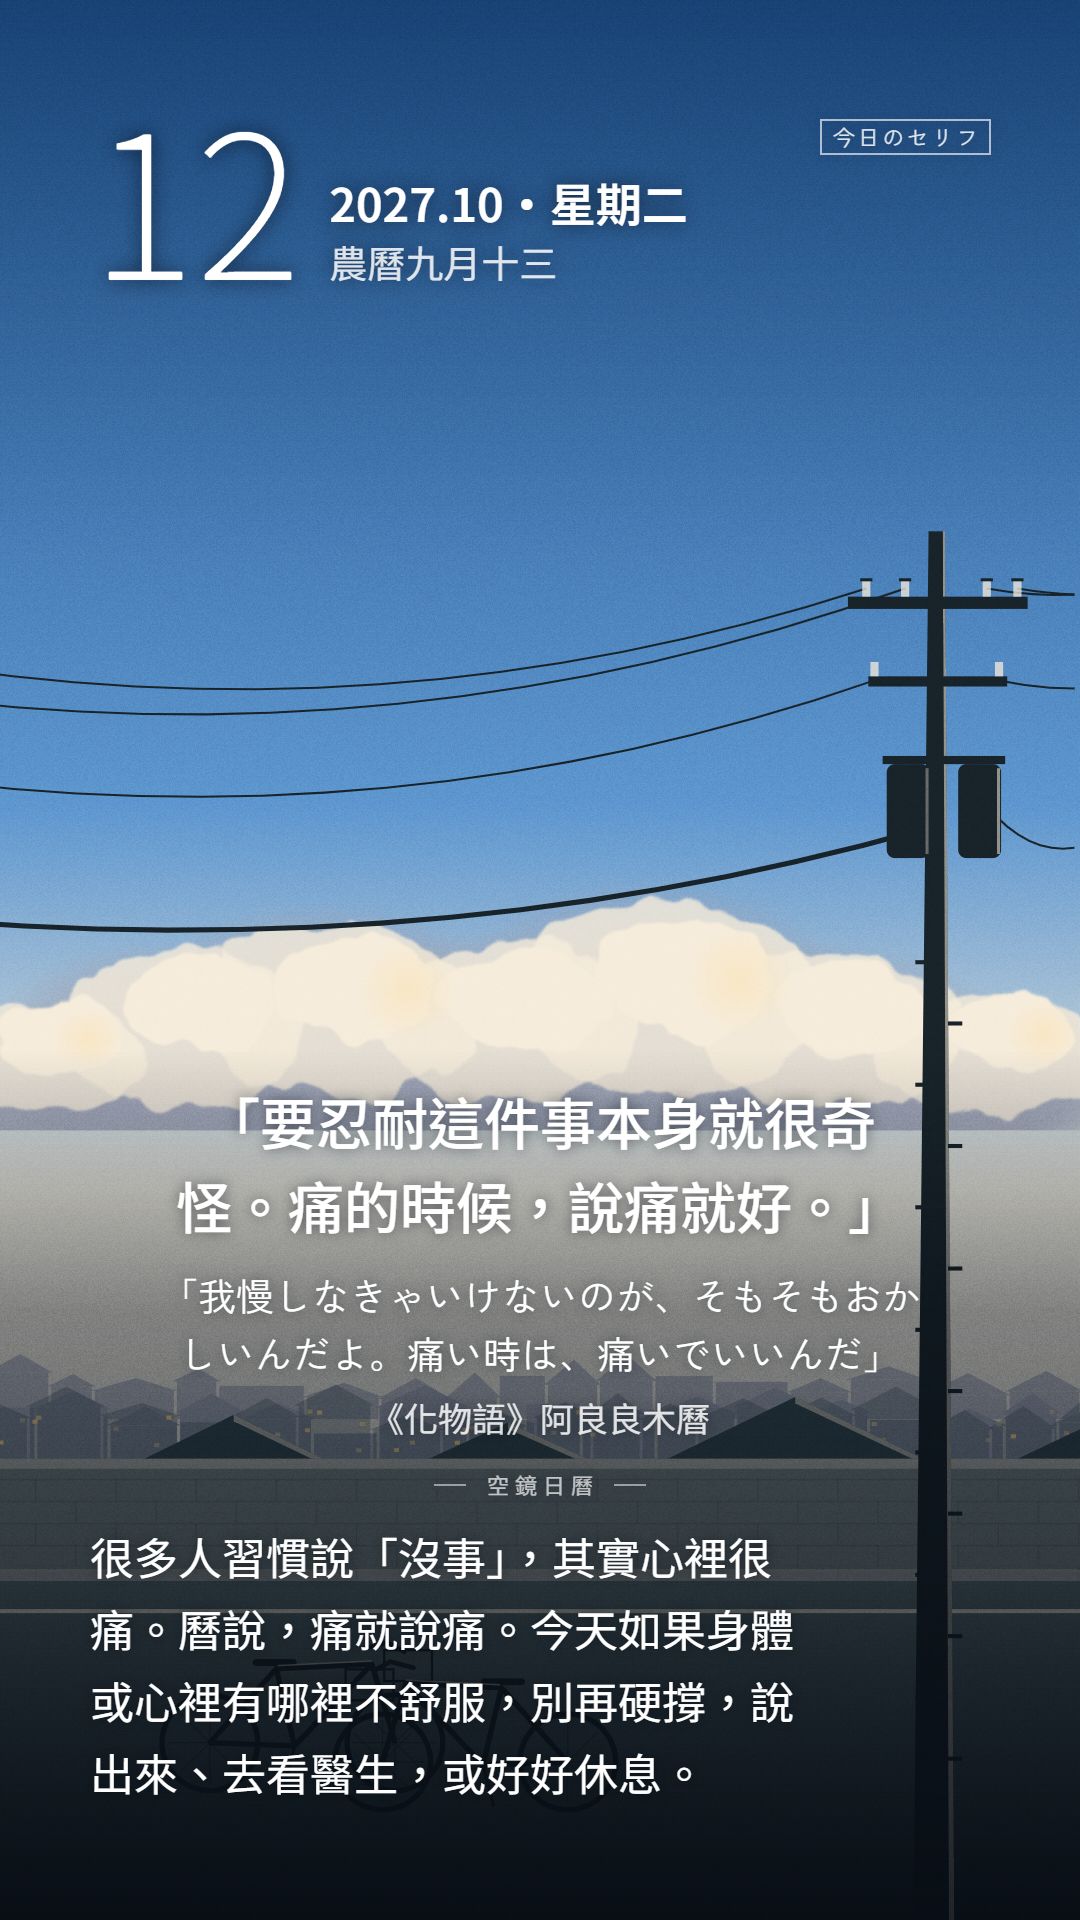 12
2027.10・星期二
農曆九月十三
今日のセリフ
「要忍耐這件事本身就很奇
怪。痛的時候，說痛就好。」
「我慢しなきゃいけないのが、そもそもおか
しいんだよ。痛い時は、痛いでいいんだ」
《化物語》阿良良木曆
空鏡日曆
很多人習慣說「沒事」，其實心裡很
痛。曆說，痛就說痛。今天如果身體
或心裡有哪裡不舒服，別再硬撐，說
出來、去看醫生，或好好休息。